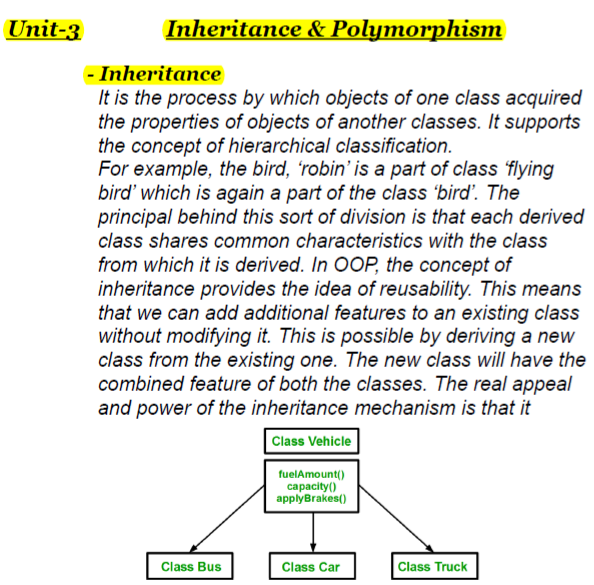 Unit-3 Inheritance & Polymorphism
- Inheritance
It is the process by which objects of one class acquired
the properties of objects of another classes. It supports
the concept of hierarchical classification.
For example, the bird, ‘robin’ is a part of class ‘flying
bird’ which is again a part of the class ‘bird’. The
principal behind this sort of division is that each derived
class shares common characteristics with the class
from which it is derived. In OOP, the concept of
inheritance provides the idea of reusability. This means
that we can add additional features to an existing class
without modifying it. This is possible by deriving a new
class from the existing one. The new class will have the
combined feature of both the classes. The real appeal
and power of the inheritance mechanism is that it
Class Vehicle
fuelAmount()
capacity()
applyBrakes()
Class Bus Class Car Class Truck